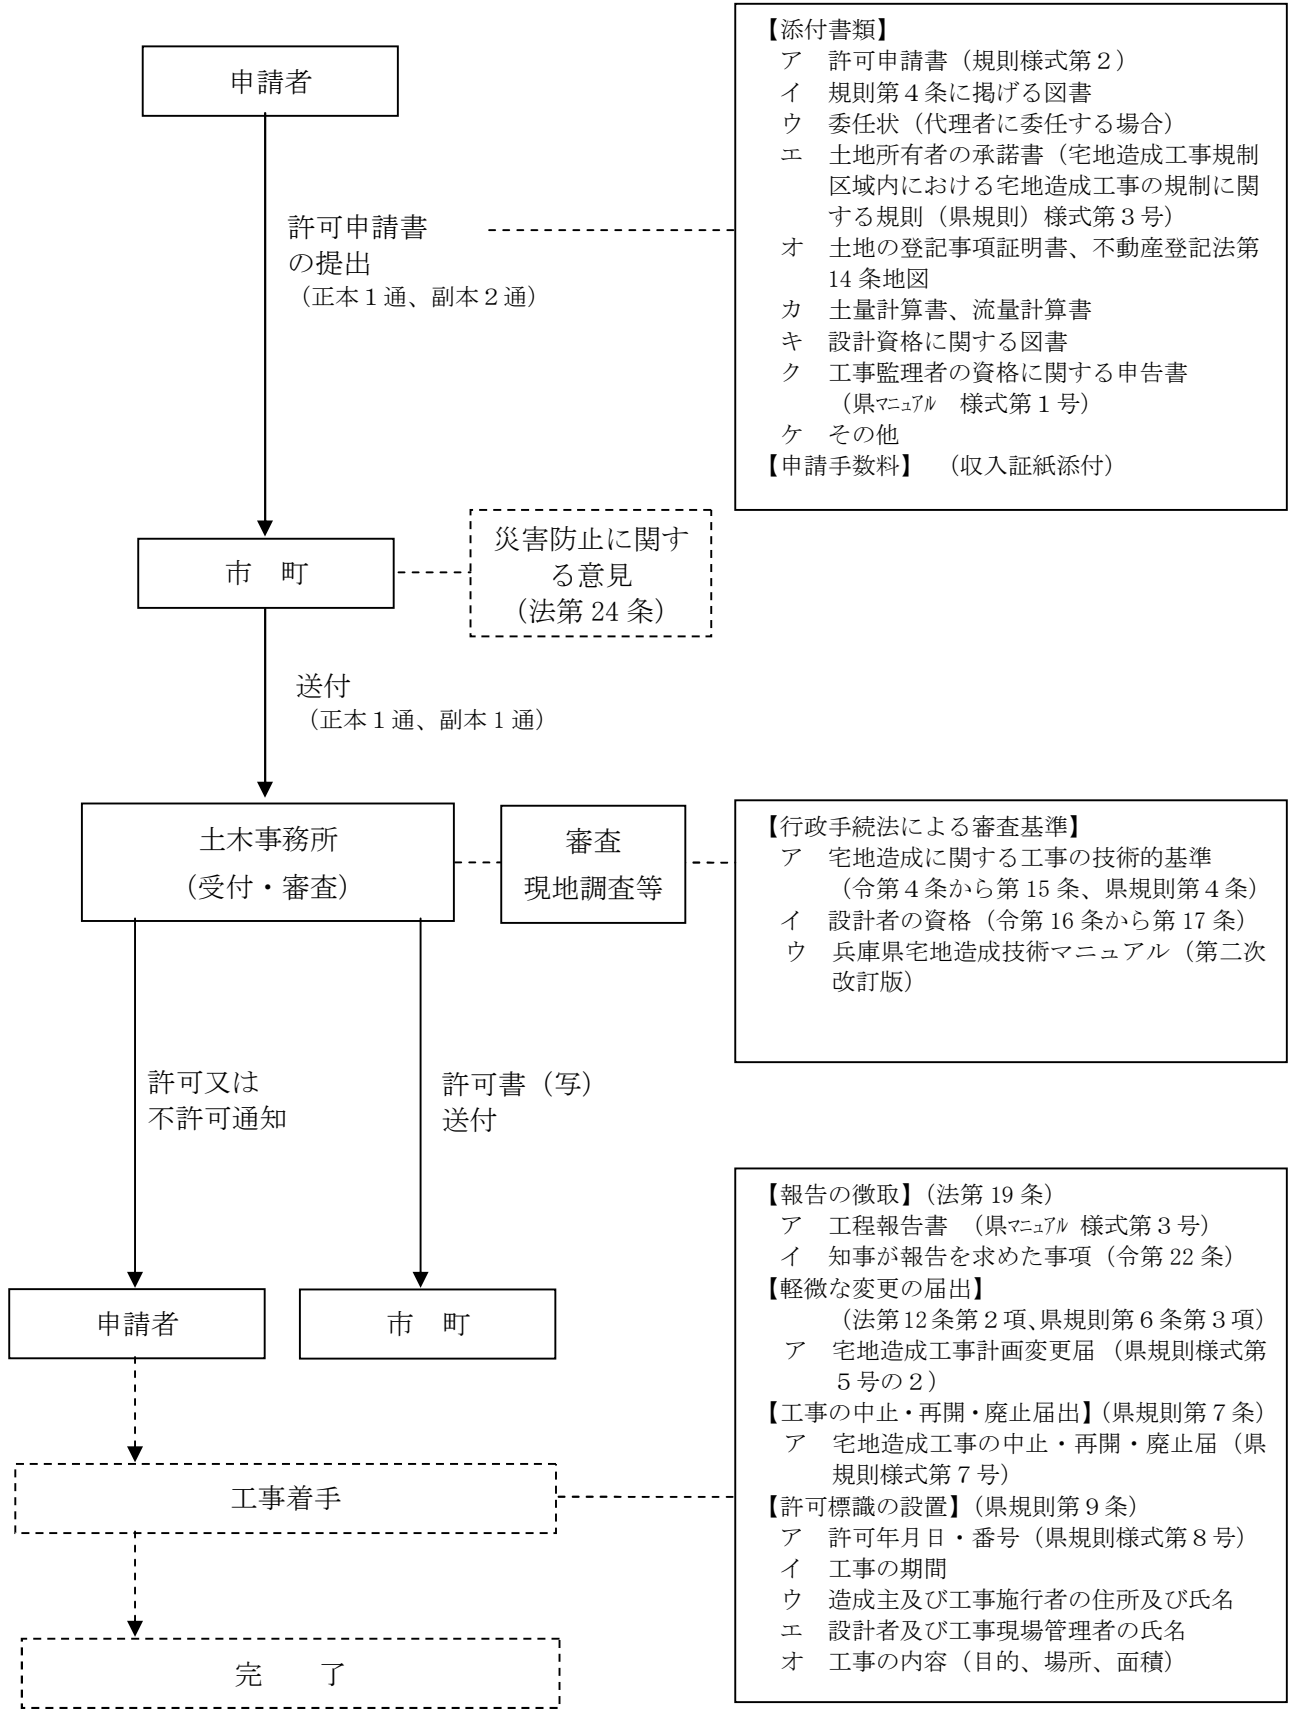 申請者
許可申請書
の提出
（正本１通、副本２通）
【添付書類】
ア　許可申請書（規則様式第２）
イ　規則第４条に掲げる図書
ウ　委任状（代理者に委任する場合）
エ　土地所有者の承諾書（宅地造成工事規制
区域内における宅地造成工事の規制に関
する規則（県規則）様式第３号）
オ　土地の登記事項証明書、不動産登記法第
14 条地図
カ　土量計算書、流量計算書
キ　設計資格に関する図書
ク　工事監理者の資格に関する申告書
（県ﾏﾆｭｱﾙ　様式第１号）
ケ　その他
【申請手数料】　（収入証紙添付）
市　町
災害防止に関す
る意見
（法第 24 条）
送付
（正本１通、副本１通）
土木事務所
（受付・審査）
審査
現地調査等
【行政手続法による審査基準】
ア　宅地造成に関する工事の技術的基準
（令第４条から第 15 条、県規則第４条）
イ　設計者の資格（令第 16 条から第 17 条）
ウ　兵庫県宅地造成技術マニュアル（第二次
改訂版）
許可又は
不許可通知
許可書（写）
送付
申請者
市　町
工事着手
完　　了
【報告の徴取】（法第 19 条）
ア　工程報告書　（県ﾏﾆｭｱﾙ 様式第３号）
イ　知事が報告を求めた事項（令第 22 条）
【軽微な変更の届出】
（法第12条第２項、県規則第６条第３項）
ア　宅地造成工事計画変更届（県規則様式第
５号の２）
【工事の中止・再開・廃止届出】（県規則第７条）
ア　宅地造成工事の中止・再開・廃止届（県
規則様式第７号）
【許可標識の設置】（県規則第９条）
ア　許可年月日・番号（県規則様式第８号）
イ　工事の期間
ウ　造成主及び工事施行者の住所及び氏名
エ　設計者及び工事現場管理者の氏名
オ　工事の内容（目的、場所、面積）